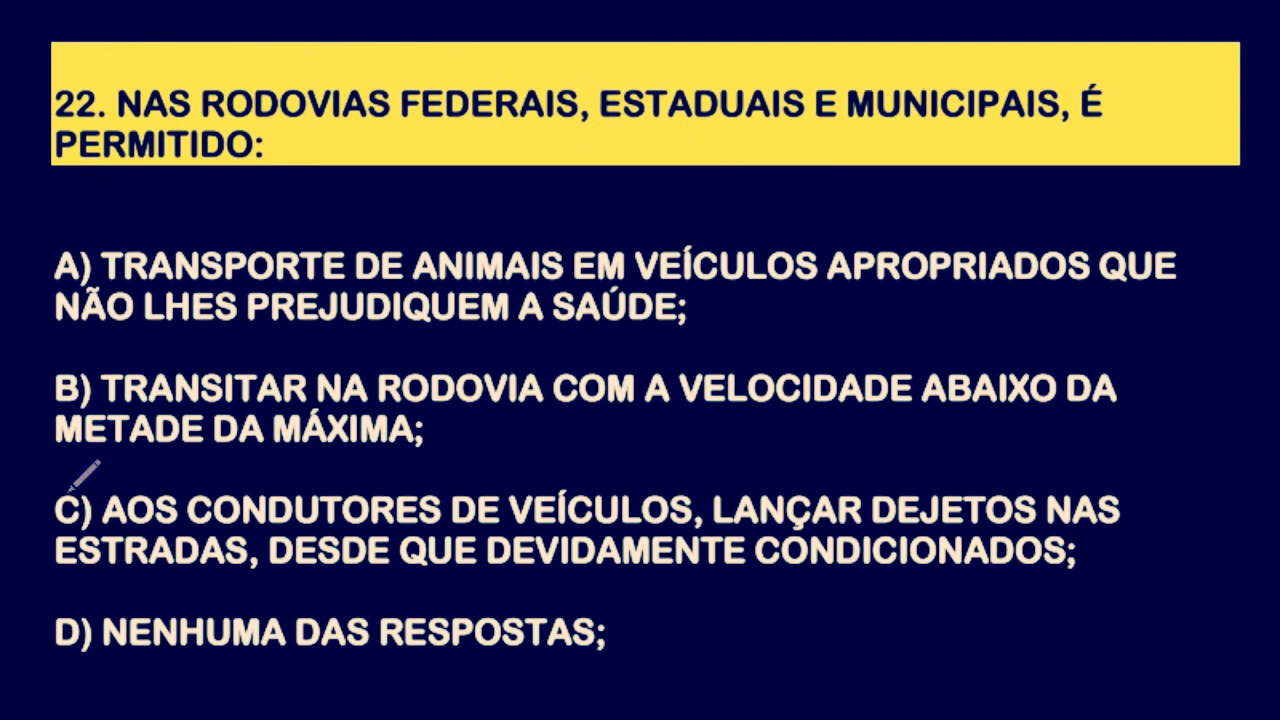 22. NAS RODOVIAS FEDERAIS, ESTADUAIS E MUNICIPAIS, É
PERMITIDO:
A) TRANSPORTE DE ANIMAIS EM VEÍCULOS APROPRIADOS QUE
NÃO LHES PREJUDIQUEM A SAÚDE;
B) TRANSITAR NA RODOVIA COM A VELOCIDADE ABAIXO DA
METADE DA MÁXIMA;
C) AOS CONDUTORES DE VEÍCULOS, LANÇAR DEJETOS NAS
ESTRADAS, DESDE QUE DEVIDAMENTE CONDICIONADOS;
D) NENHUMA DAS RESPOSTAS;